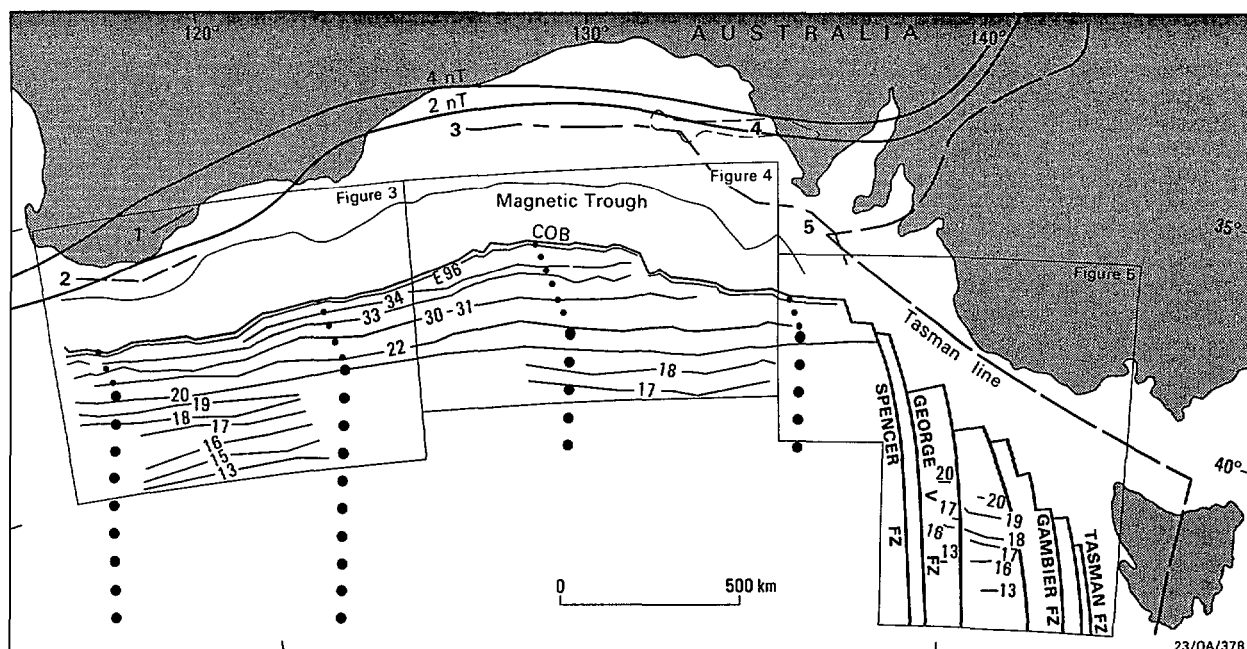 120°
130°
AUSTRALIA
140°
4 nT
2 nT
3
4
Figure 3
Figure 4
Magnetic Trough
1
5
35°
COB
2
Figure 5
E 96
34
33
30-31
Tasman line
22
18
17
20
19
18
17
16
15
13
SPENCER FZ
GEORGE V FZ
20
17
16
13
20
19
18
17
16
13
GAMBIER FZ
TASMAN FZ
40°
0 500 km
23/OA/378